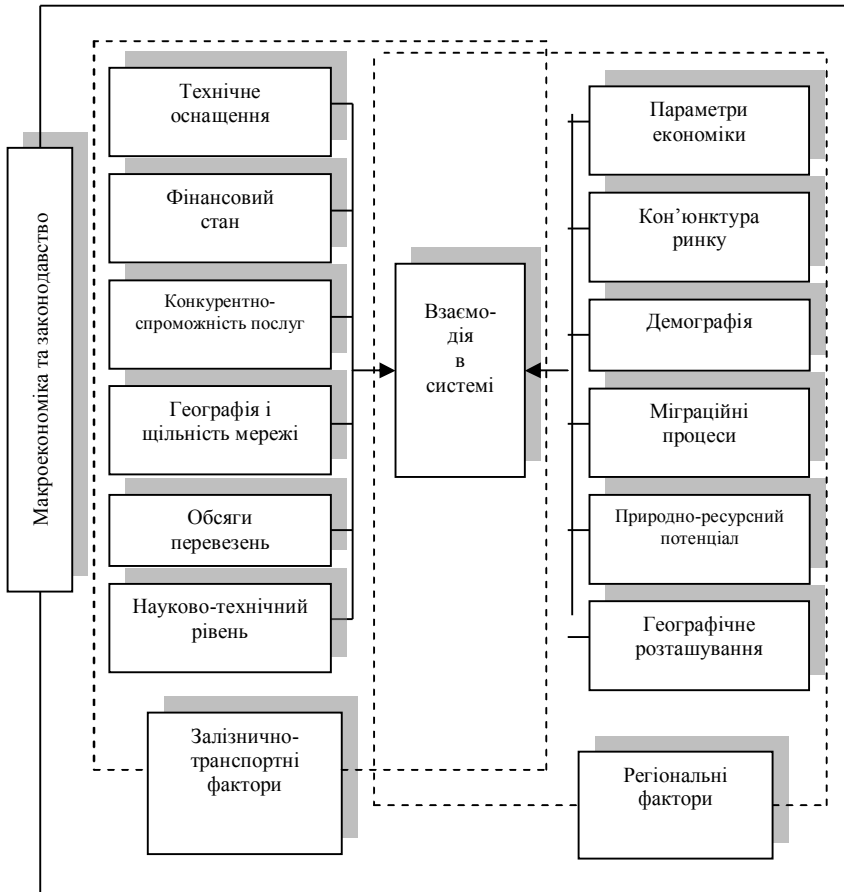 Макроекономіка та законодавство
Технічне
оснащення
Фінансовий
стан
Конкурентно-
спроможність послуг
Географія і
щільність мережі
Обсяги
перевезень
Науково-технічний
рівень
Залізнично-
транспортні
фактори
Взаємо-
дія
в
системі
Параметри
економіки
Кон’юнктура
ринку
Демографія
Міграційні
процеси
Природно-ресурсний
потенціал
Географічне
розташування
Регіональні
фактори